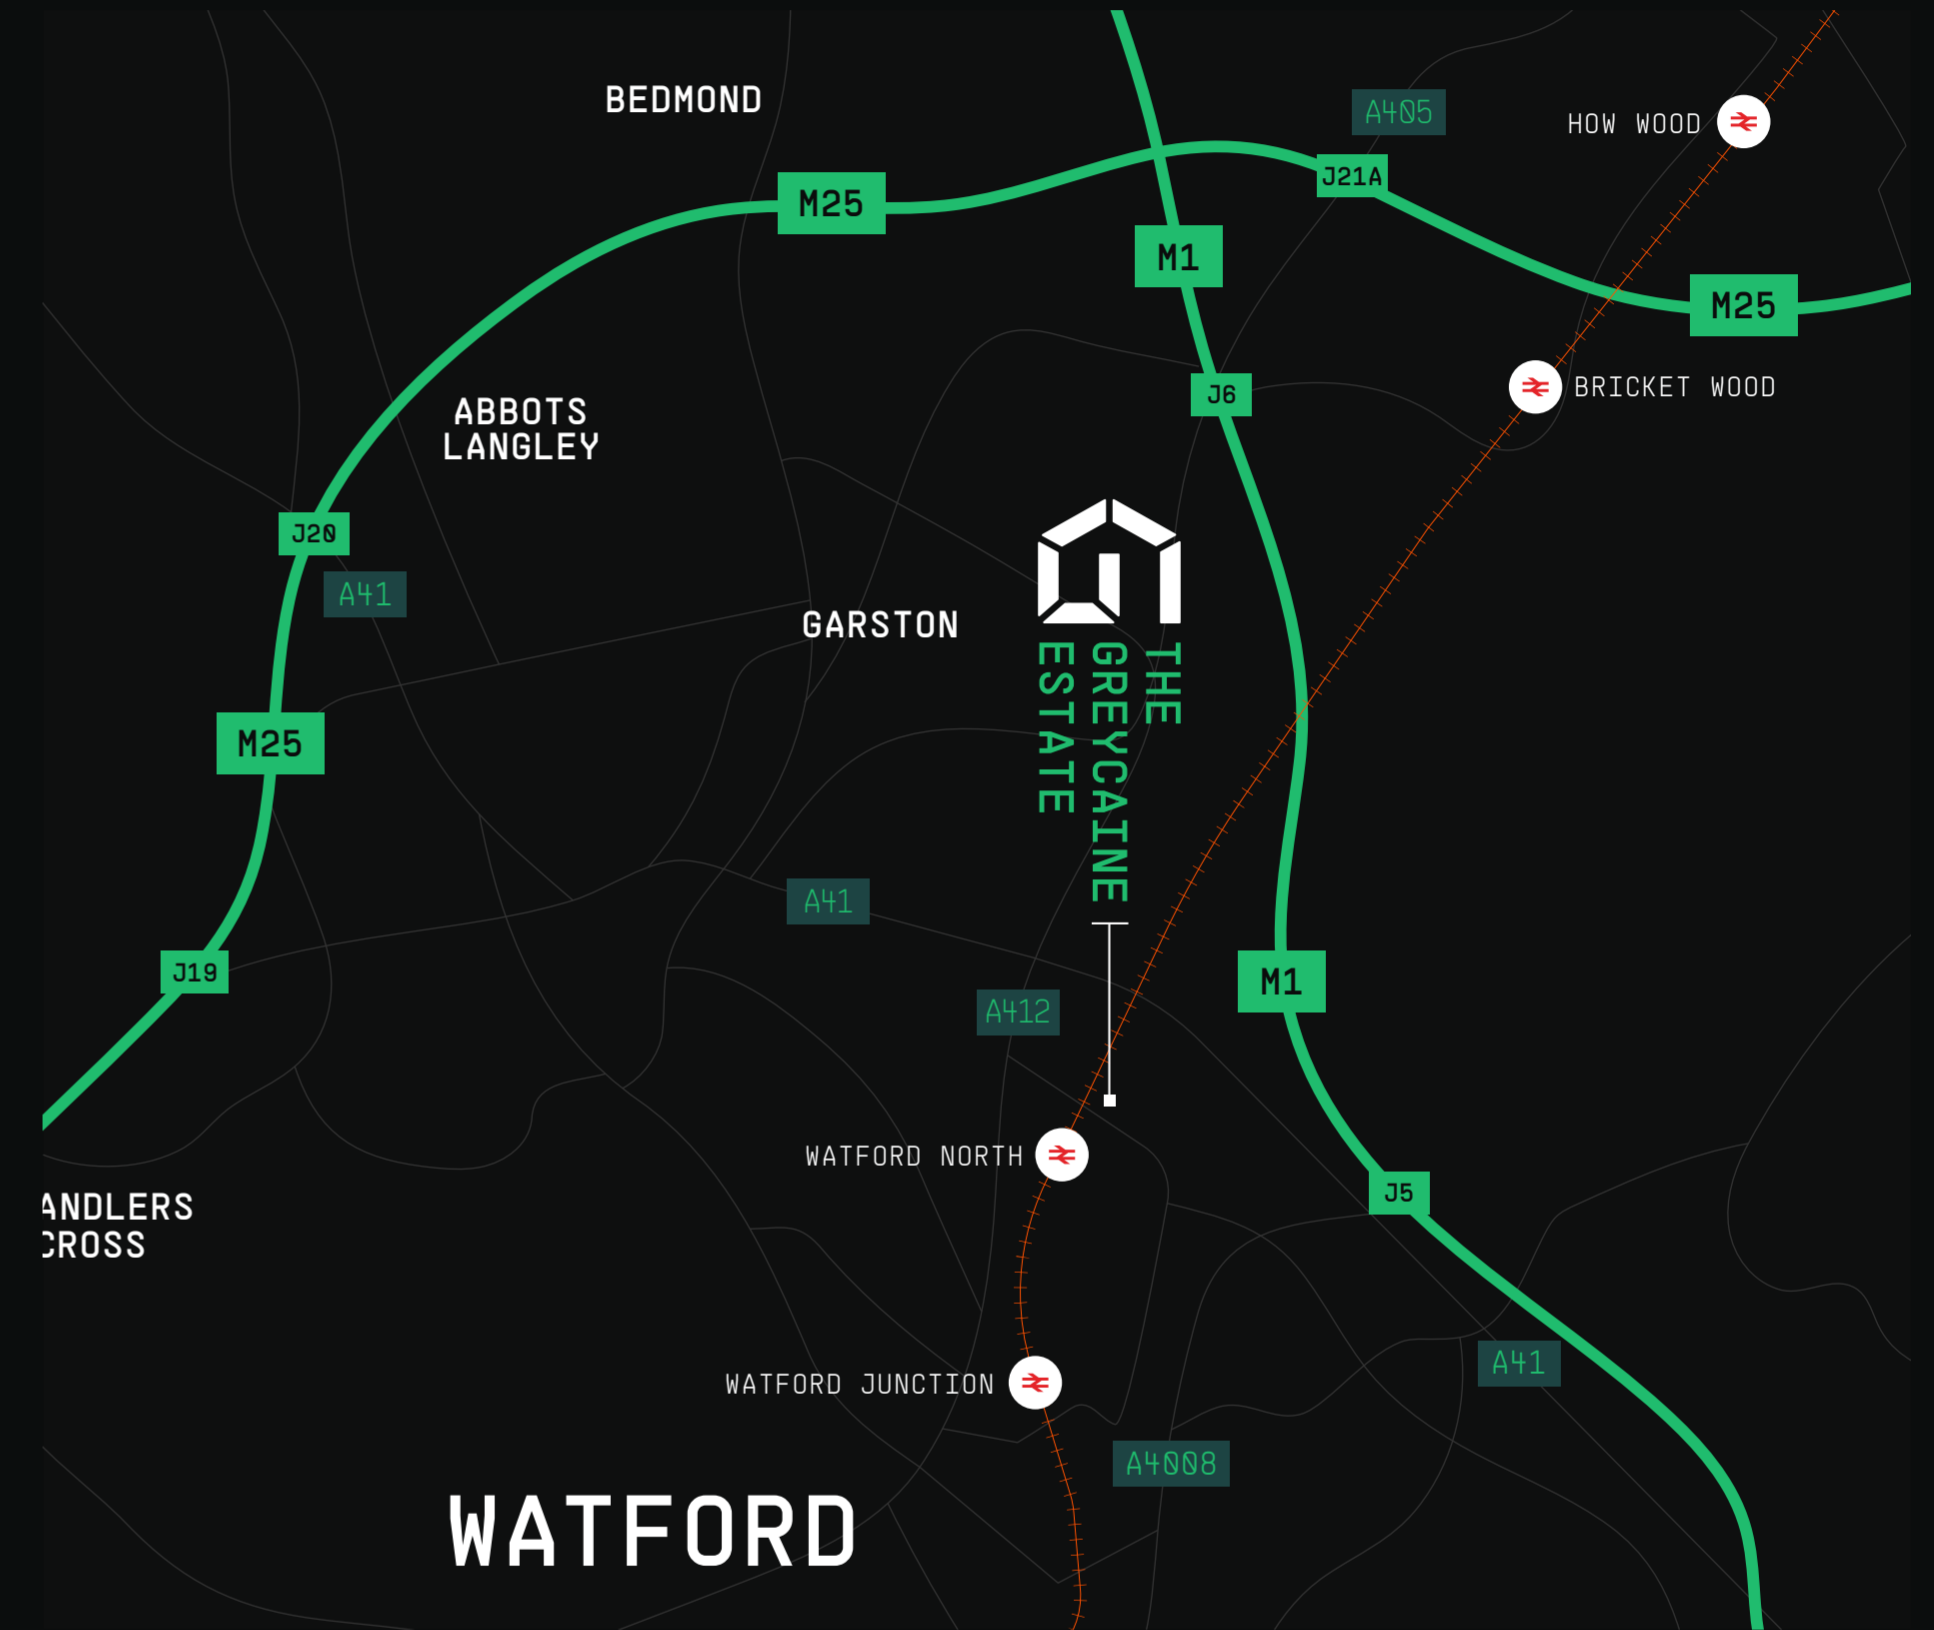 BEDMOND
A405
HOW WOOD
J21A
M25
M1
M25
BRICKET WOOD
J6
ABBOTS
LANGLEY
J20
A41
GARSTON
THE
GREYCAINE
ESTATE
M25
A41
J19
M1
A412
WATFORD NORTH
J5
ANDLERS
CROSS
A41
WATFORD JUNCTION
A4008
WATFORD